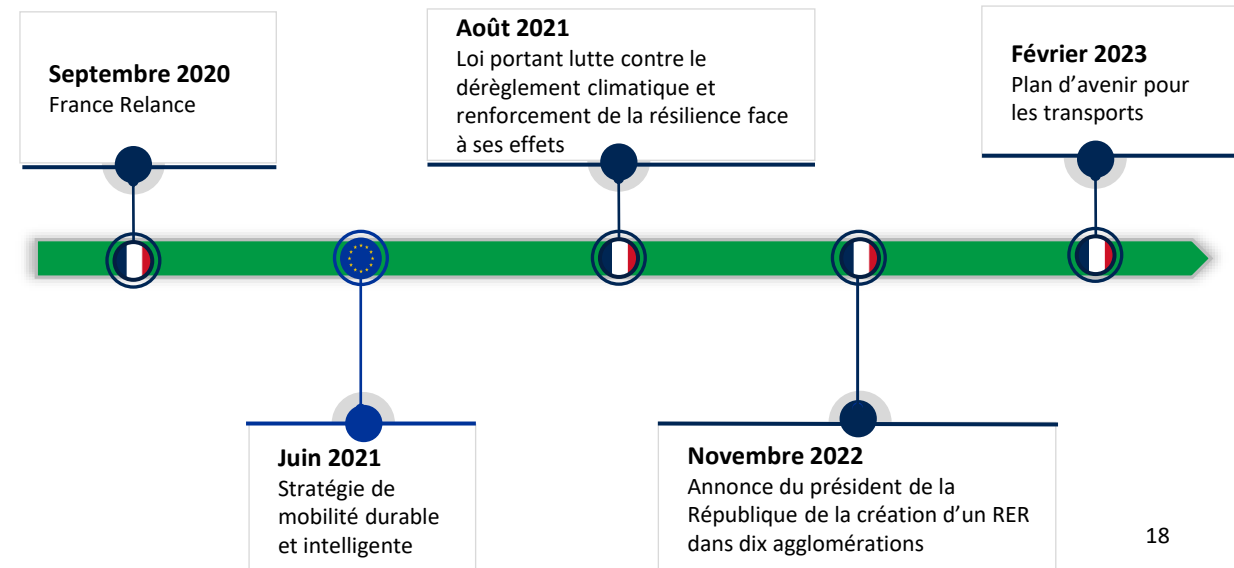 Septembre 2020
France Relance
Août 2021
Loi portant lutte contre le
dérèglement climatique et
renforcement de la résilience face
à ses effets
Février 2023
Plan d’avenir pour
les transports
Juin 2021
Stratégie de
mobilité durable
et intelligente
Novembre 2022
Annonce du président de la
République de la création d’un RER
dans dix agglomérations
18